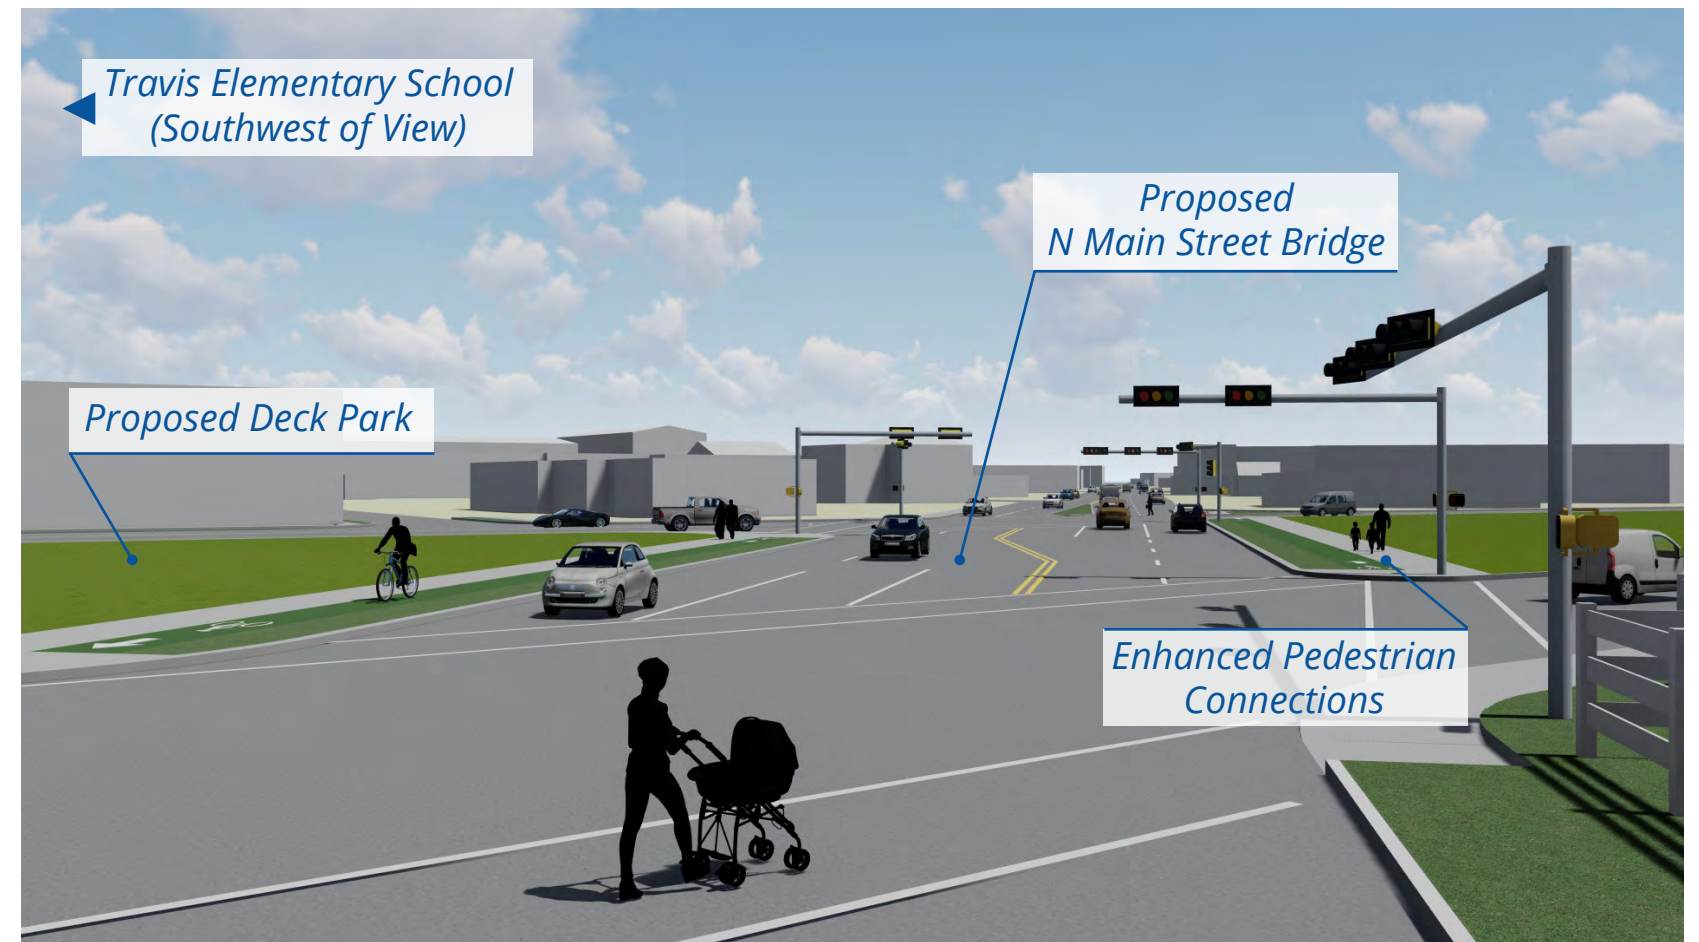 Travis Elementary School
(Southwest of View)
Proposed
N Main Street Bridge
Proposed Deck Park
Enhanced Pedestrian
Connections